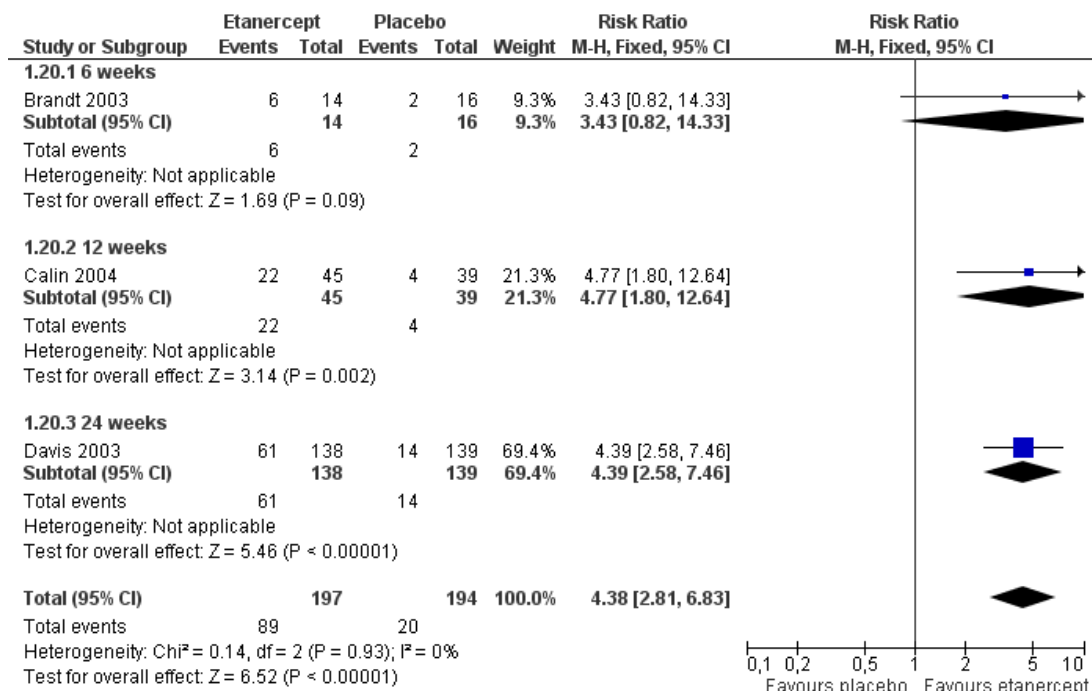 Etanercept Placebo Risk Ratio Risk Ratio
Study or Subgroup Events Total Events Total Weight M-H, Fixed, 95% CI M-H, Fixed, 95% CI
1.20.1 6 weeks
Brandt 2003 6 14 2 16 9.3% 3.43 [0.82, 14.33]
Subtotal (95% CI) 14 16 9.3% 3.43 [0.82, 14.33]
Total events 6 2
Heterogeneity: Not applicable
Test for overall effect: Z = 1.69 (P = 0.09)
1.20.2 12 weeks
Calin 2004 22 45 4 39 21.3% 4.77 [1.80, 12.64]
Subtotal (95% CI) 45 39 21.3% 4.77 [1.80, 12.64]
Total events 22 4
Heterogeneity: Not applicable
Test for overall effect: Z = 3.14 (P = 0.002)
1.20.3 24 weeks
Davis 2003 61 138 14 139 69.4% 4.39 [2.58, 7.46]
Subtotal (95% CI) 138 139 69.4% 4.39 [2.58, 7.46]
Total events 61 14
Heterogeneity: Not applicable
Test for overall effect: Z = 5.46 (P < 0.00001)
Total (95% CI) 197 194 100.0% 4.38 [2.81, 6.83]
Total events 89 20
Heterogeneity: Chi² = 0.14, df = 2 (P = 0.93); I² = 0%
Test for overall effect: Z = 6.52 (P < 0.00001)
0,1 0,2 0,5 1 2 5 10
Favours placebo Favours etanercept